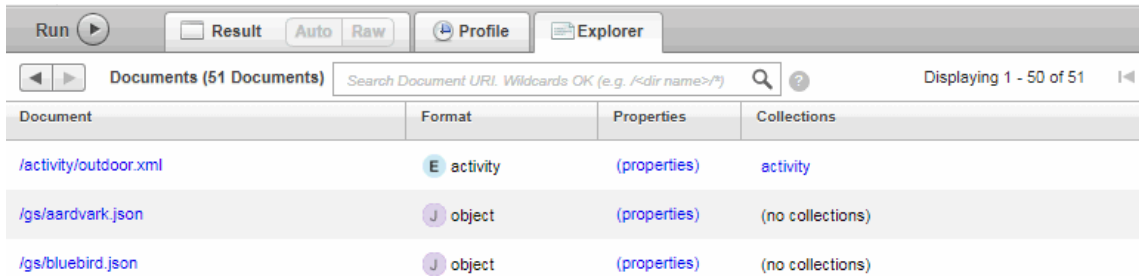 Run Result Auto Raw Profile Explorer
Documents (51 Documents) Search Document URI. Wildcards OK (e.g. /<dir name>/*) ? Displaying 1 - 50 of 51
Document Format Properties Collections
/activity/outdoor.xml E activity (properties) activity
/gs/aardvark.json J object (properties) (no collections)
/gs/bluebird.json J object (properties) (no collections)